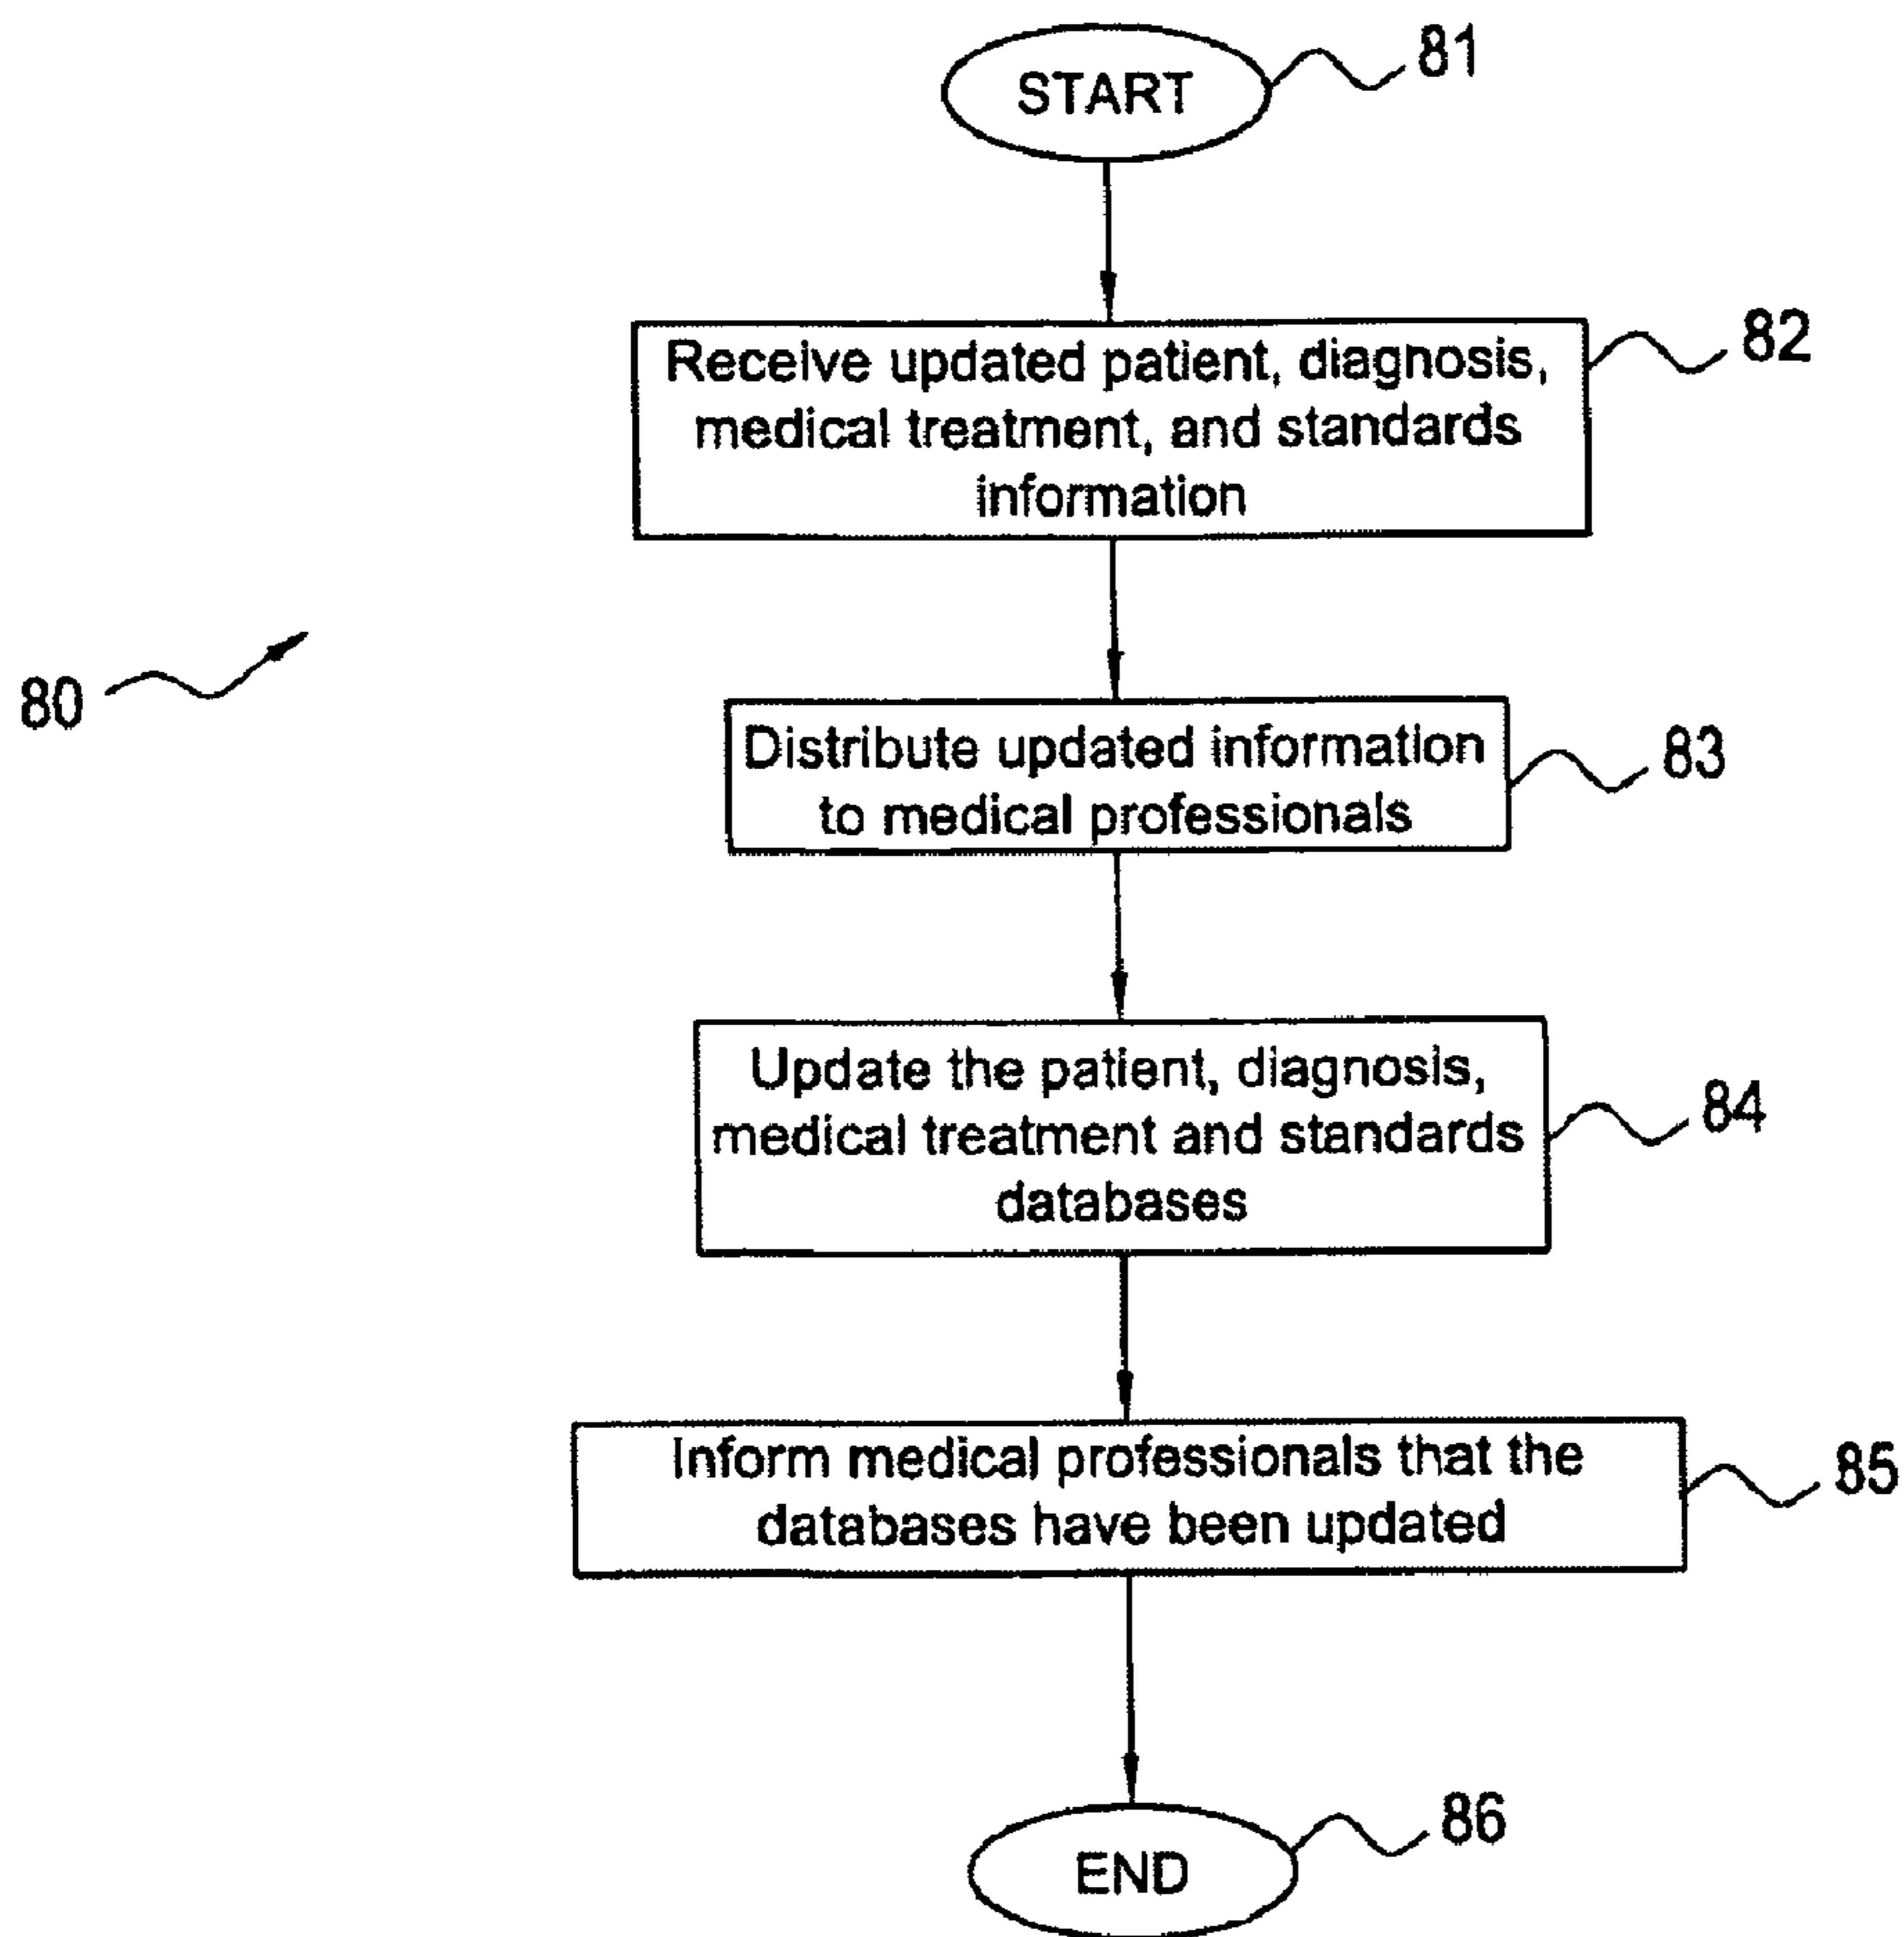 START
81
Receive updated patient, diagnosis,
medical treatment, and standards
information
82
80
Distribute updated information
to medical professionals
83
Update the patient, diagnosis,
medical treatment and standards
databases
84
Inform medical professionals that the
databases have been updated
85
END
86